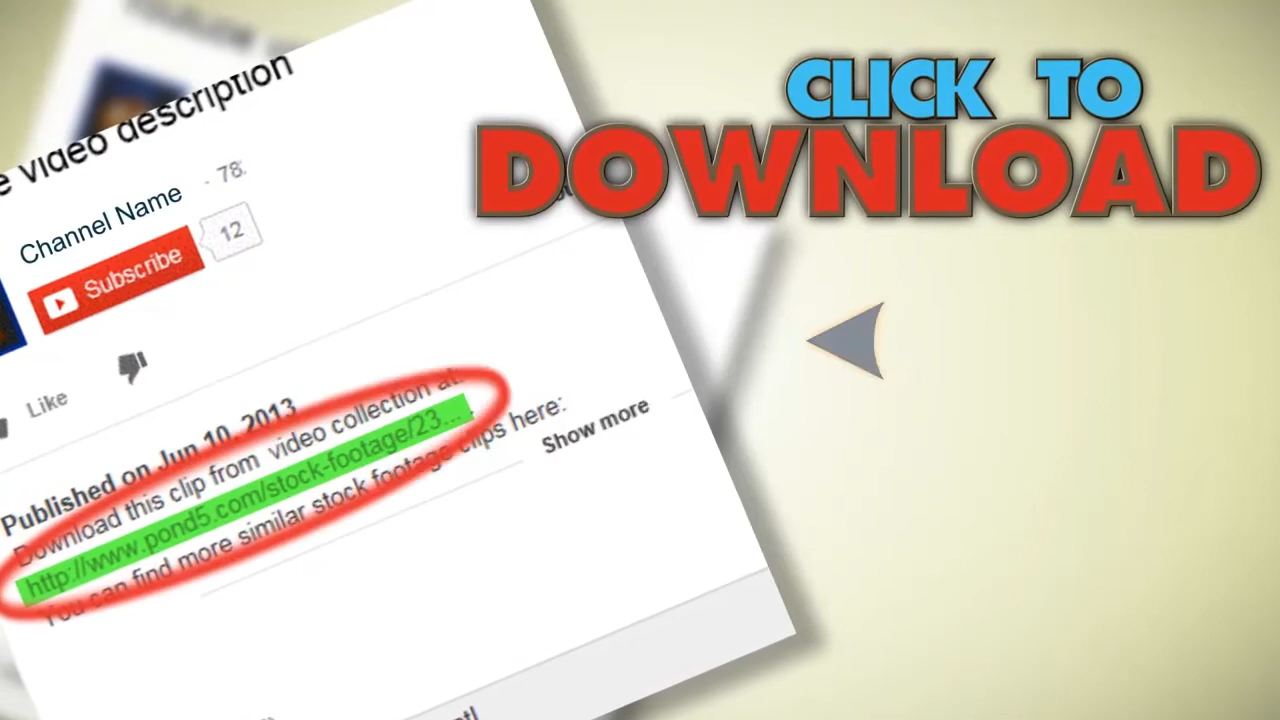 CLICK TO
DOWNLOAD
video description
Channel Name
Subscribe
12
Like
Published on Jun 10, 2013
Download this clip from video collection at:
http://www.pond5.com/stock-footage/23...
You can find more similar stock footage clips here:
Show more